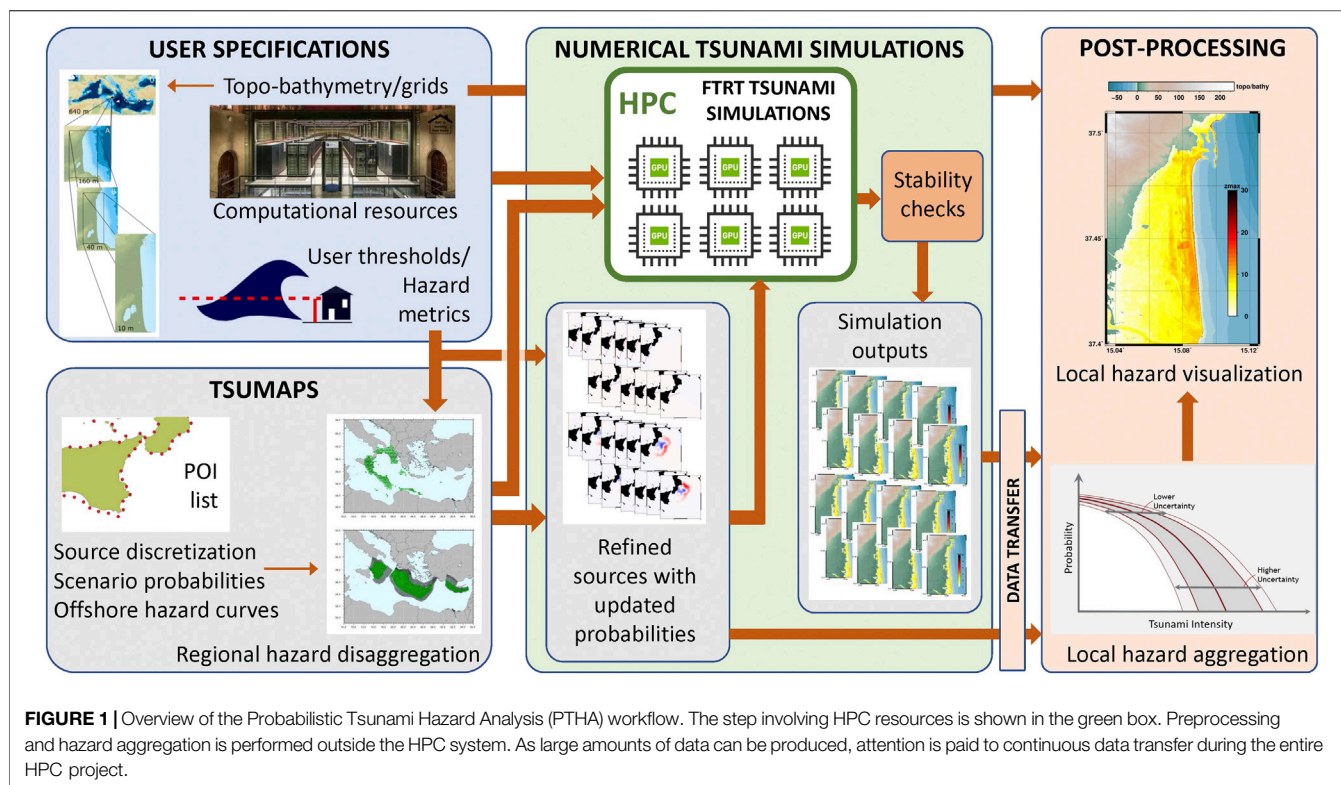 USER SPECIFICATIONS
Topo-bathymetry/grids
640 m
A
160 m
40 m
10 m
Computational resources
User thresholds/
Hazard
metrics
TSUMAPS
POI
list
Source discretization
Scenario probabilities
Offshore hazard curves
Regional hazard disaggregation
NUMERICAL TSUNAMI SIMULATIONS
HPC
FTRT TSUNAMI
SIMULATIONS
GPU GPU GPU
GPU GPU GPU
Stability
checks
Refined
sources with
updated
probabilities
Simulation
outputs
DATA TRANSFER
POST-PROCESSING
topo/bathy
−50 0 50 100 150 200
37.5
37.45
37.4
15.04 15.08 15.12
zmax
30
20
10
0
Local hazard visualization
Probability
Lower
Uncertainty
Higher
Uncertainty
Tsunami Intensity
Local hazard aggregation
FIGURE 1 | Overview of the Probabilistic Tsunami Hazard Analysis (PTHA) workflow. The step involving HPC resources is shown in the green box. Preprocessing
and hazard aggregation is performed outside the HPC system. As large amounts of data can be produced, attention is paid to continuous data transfer during the entire
HPC project.